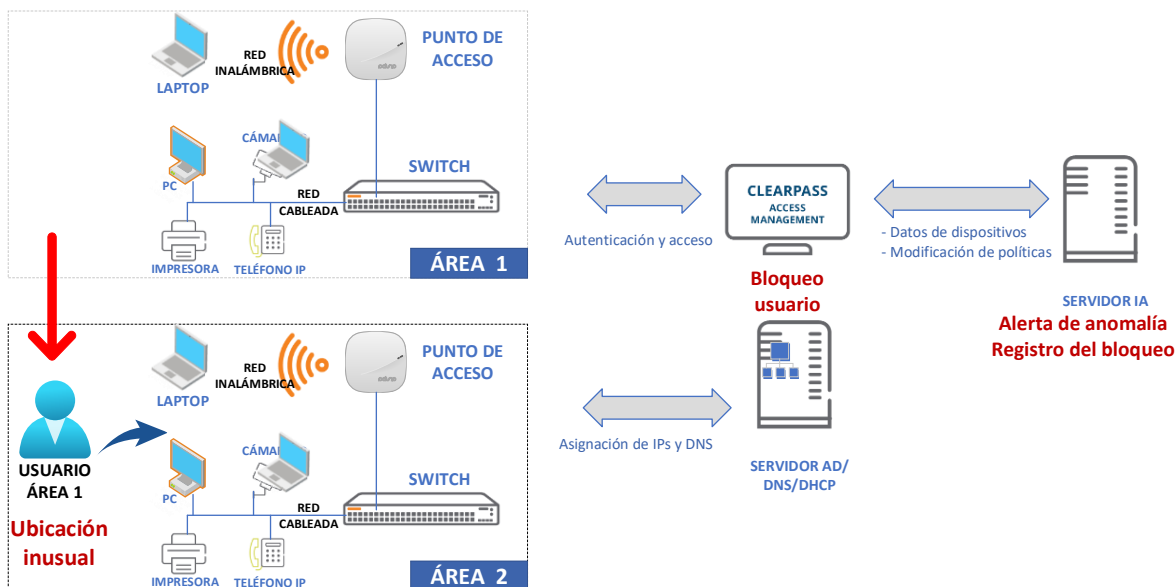 PUNTO DE
ACCESO
RED
INALÁMBRICA
LAPTOP
PC
SWITCH
RED
CABLEADA
IMPRESORA
TELÉFONO IP
ÁREA 1
Autenticación y acceso
CLEARPASS
ACCESS
MANAGEMENT
Bloqueo
usuario
- Datos de dispositivos
- Modificación de políticas
SERVIDOR IA
Alerta de anomalía
Registro del bloqueo
PUNTO DE
ACCESO
RED
INALÁMBRICA
LAPTOP
USUARIO
ÁREA 1
Ubicación
inusual
PC
SWITCH
RED
CABLEADA
IMPRESORA
TELÉFONO IP
ÁREA 2
Asignación de IPs y DNS
SERVIDOR AD/
DNS/DHCP